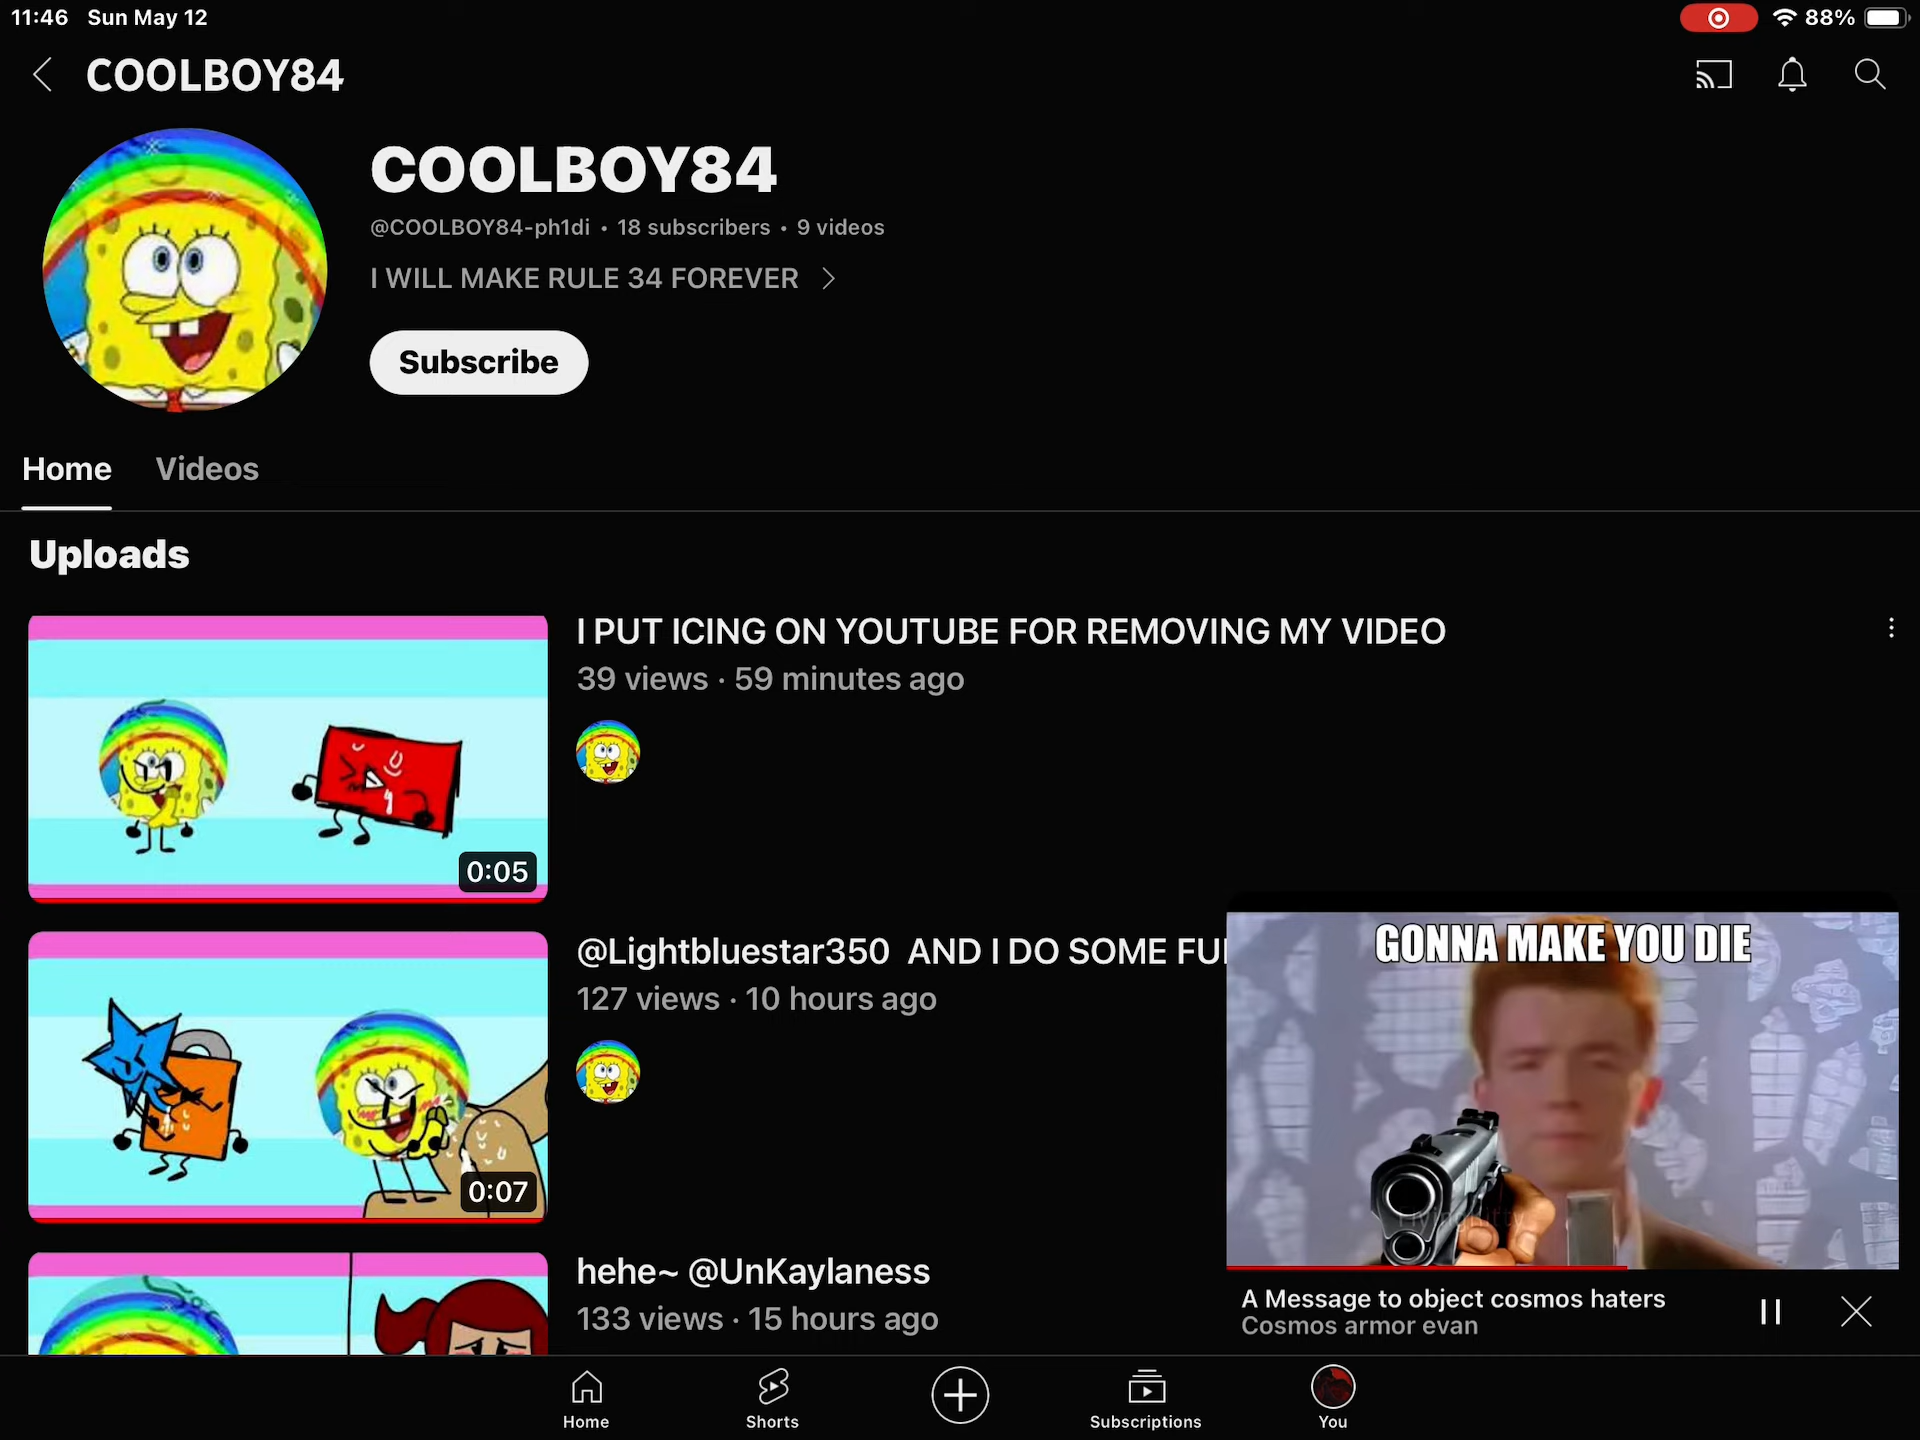 11:46 Sun May 12
88%
COOLBOY84
COOLBOY84
@COOLBOY84-ph1di • 18 subscribers • 9 videos
I WILL MAKE RULE 34 FOREVER
Subscribe
Home Videos
Uploads
I PUT ICING ON YOUTUBE FOR REMOVING MY VIDEO
39 views · 59 minutes ago
0:05
@Lightbluestar350 AND I DO SOME
127 views · 10 hours ago
0:07
GONNA MAKE YOU DIE
hehe~ @UnKaylaness
133 views · 15 hours ago
A Message to object cosmos haters
Cosmos armor evan
Home Shorts Subscriptions You